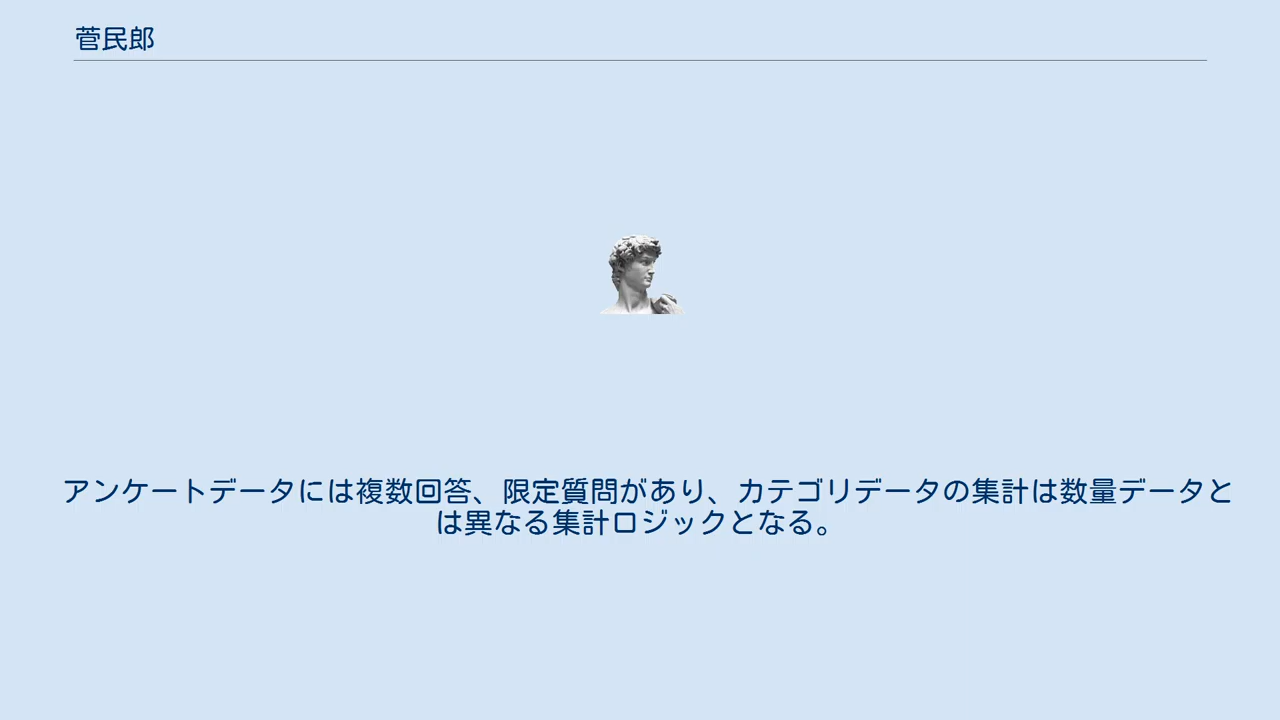 菅民郎
アンケートデータには複数回答、限定質問があり、カテゴリデータの集計は数量データと
は異なる集計ロジックとなる。